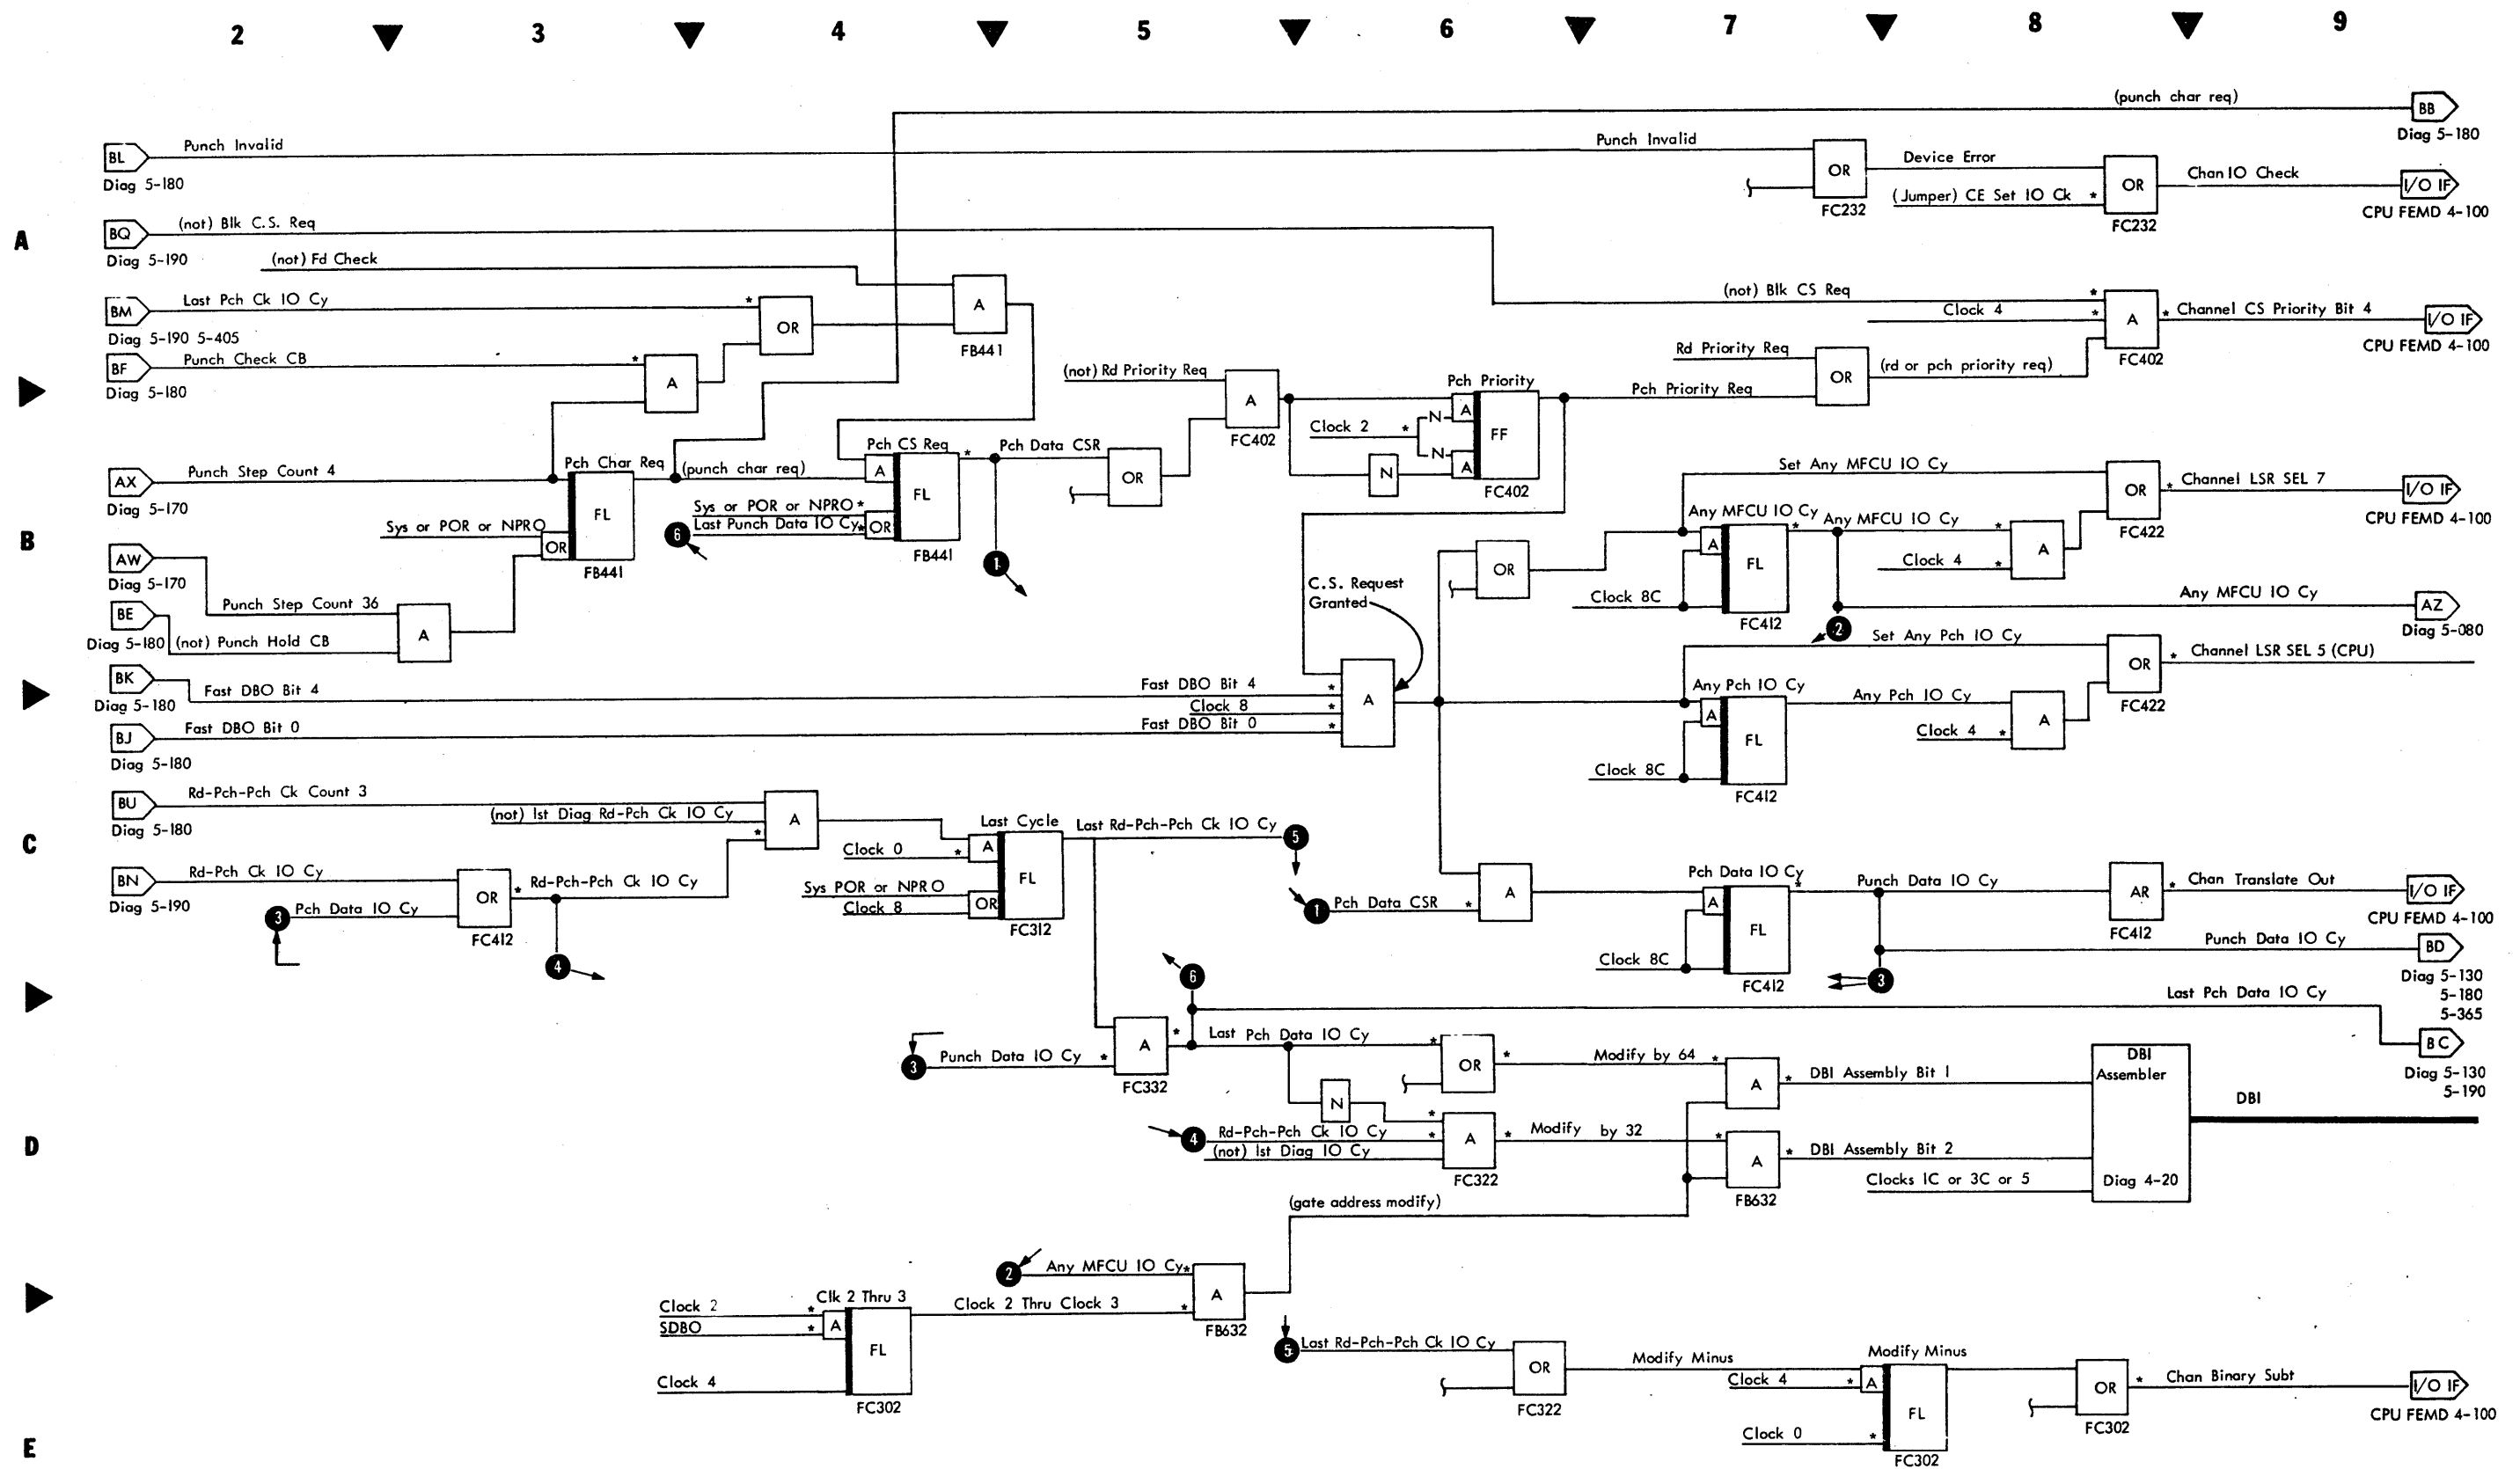 2 3 4 5 6 7 8 9
(punch char req)
BB
Diag 5-180
BL
Punch Invalid
Diag 5-180
Punch Invalid
OR
FC232
Device Error
(Jumper) CE Set IO Ck *
OR
FC232
Chan IO Check
I/O IF
CPU FEMD 4-100
A
BQ
(not) Blk C.S. Req
Diag 5-190
(not) Fd Check
BM
Last Pch Ck IO Cy *
Diag 5-190 5-405
OR
A
FB441
BF
Punch Check CB *
Diag 5-180
A
(not) Blk CS Req *
Clock 4 *
A
FC402
* Channel CS Priority Bit 4
I/O IF
CPU FEMD 4-100
Rd Priority Req
OR
(rd or pch priority req)
(not) Rd Priority Req
A
FC402
Pch Priority
A
Clock 2 *
N
N
FF
A
N
FC402
Pch Priority Req
AX
Punch Step Count 4
Diag 5-170
Pch Char Req
FL
Sys or POR or NPRO
OR
FB441
(punch char req)
Pch CS Req
A
FL
Sys or POR or NPRO *
Last Punch Data IO Cy *
OR
FB441
6
* Pch Data CSR
1
OR
Set Any MFCU IO Cy
OR
FC422
* Channel LSR SEL 7
I/O IF
CPU FEMD 4-100
B
AW
Diag 5-170
Punch Step Count 36
BE
Diag 5-180
(not) Punch Hold CB
A
C.S. Request
Granted
OR
Any MFCU IO Cy
A
FL
Clock 8C
FC412
* Any MFCU IO Cy *
Clock 4 *
A
2
Any MFCU IO Cy
AZ
Diag 5-080
BK
Diag 5-180
Fast DBO Bit 4
Fast DBO Bit 4 *
Clock 8 *
Fast DBO Bit 0 *
A
BJ
Fast DBO Bit 0
Diag 5-180
Set Any Pch IO Cy
OR
FC422
* Channel LSR SEL 5 (CPU)
Any Pch IO Cy
A
FL
Clock 8C
FC412
Any Pch IO Cy
Clock 4 *
A
C
BU
Rd-Pch-Pch Ck Count 3
Diag 5-180
(not) 1st Diag Rd-Pch Ck IO Cy
*
A
BN
Rd-Pch Ck IO Cy
Diag 5-190
3
Pch Data IO Cy
OR
FC412
* Rd-Pch-Pch Ck IO Cy
4
Last Cycle
Clock 0 *
A
FL
Sys POR or NPRO
Clock 8
OR
FC312
Last Rd-Pch-Pch Ck IO Cy
5
1
Pch Data CSR *
A
Pch Data IO Cy
A
FL
Clock 8C
FC412
* Punch Data IO Cy
AR
FC412
* Chan Translate Out
I/O IF
CPU FEMD 4-100
3
Punch Data IO Cy
BD
Diag 5-130
5-180
5-365
6
Last Pch Data IO Cy
BC
Diag 5-130
5-190
D
3
Punch Data IO Cy *
A
FC332
* Last Pch Data IO Cy *
OR
* Modify by 64 *
A
* DBI Assembly Bit 1
N
4
Rd-Pch-Pch Ck IO Cy *
(not) 1st Diag IO Cy
*
A
FC322
* Modify by 32 *
A
FB632
* DBI Assembly Bit 2
Clocks 1C or 3C or 5
DBI
Assembler
Diag 4-20
DBI
(gate address modify)
2
Any MFCU IO Cy *
Clock 2 Thru Clock 3 *
A
FB632
Clock 2 *
SDBO *
Clk 2 Thru 3
A
FL
Clock 4
FC302
E
5
Last Rd-Pch-Pch Ck IO Cy
OR
FC322
Modify Minus
Clock 4 *
Modify Minus
A
FL
Clock 0 *
FC302
OR
FC302
* Chan Binary Subt
I/O IF
CPU FEMD 4-100